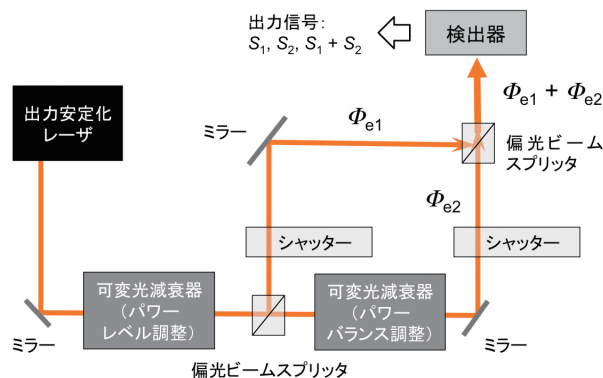 出力信号:
S1, S2, S1 + S2
検出器
出力安定化
レーザ
ミラー
Φe1
Φe1 + Φe2
偏光ビーム
スプリッタ
Φe2
シャッター
シャッター
可変光減衰器
(パワー
レベル調整)
可変光減衰器
(パワー
バランス調整)
ミラー
ミラー
偏光ビームスプリッタ